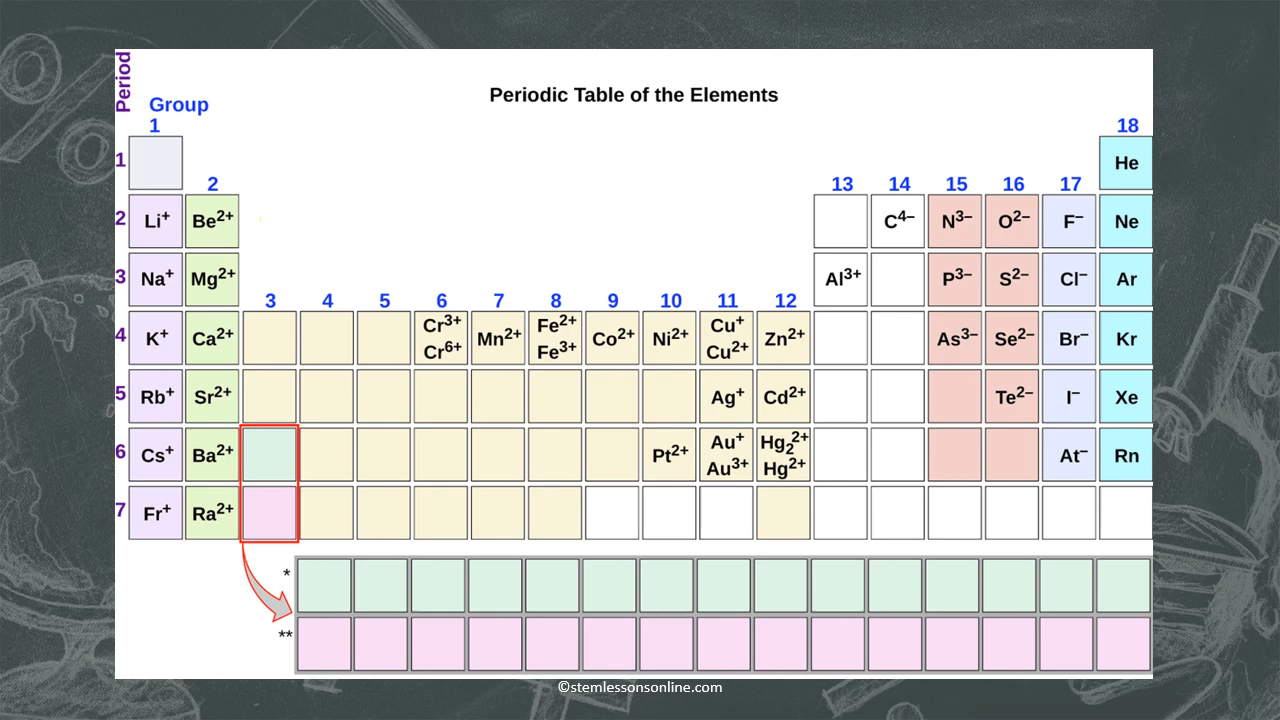 Period
Periodic Table of the Elements
Group
1 18
1 He
2 13 14 15 16 17
2 Li⁺ Be²⁺ C⁴⁻ N³⁻ O²⁻ F⁻ Ne
3 Na⁺ Mg²⁺ Al³⁺ P³⁻ S²⁻ Cl⁻ Ar
3 4 5 6 7 8 9 10 11 12
4 K⁺ Ca²⁺ Cr³⁺ Cr⁶⁺ Mn²⁺ Fe²⁺ Fe³⁺ Co²⁺ Ni²⁺ Cu⁺ Cu²⁺ Zn²⁺ As³⁻ Se²⁻ Br⁻ Kr
5 Rb⁺ Sr²⁺ Ag⁺ Cd²⁺ Te²⁻ I⁻ Xe
6 Cs⁺ Ba²⁺ Pt²⁺ Au⁺ Au³⁺ Hg₂²⁺ Hg²⁺ At⁻ Rn
7 Fr⁺ Ra²⁺
*
**
©stemlessonsonline.com